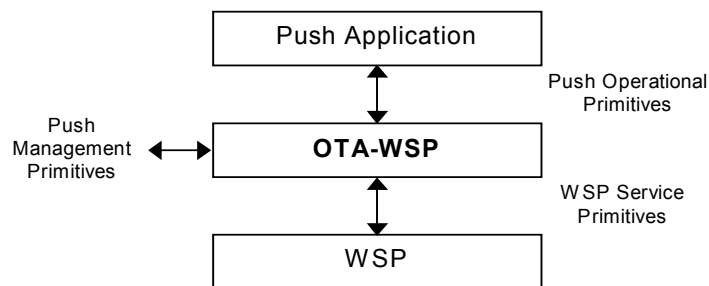 Push Application
Push Operational
Primitives
Push
Management
Primitives
OTA-WSP
WSP Service
Primitives
WSP